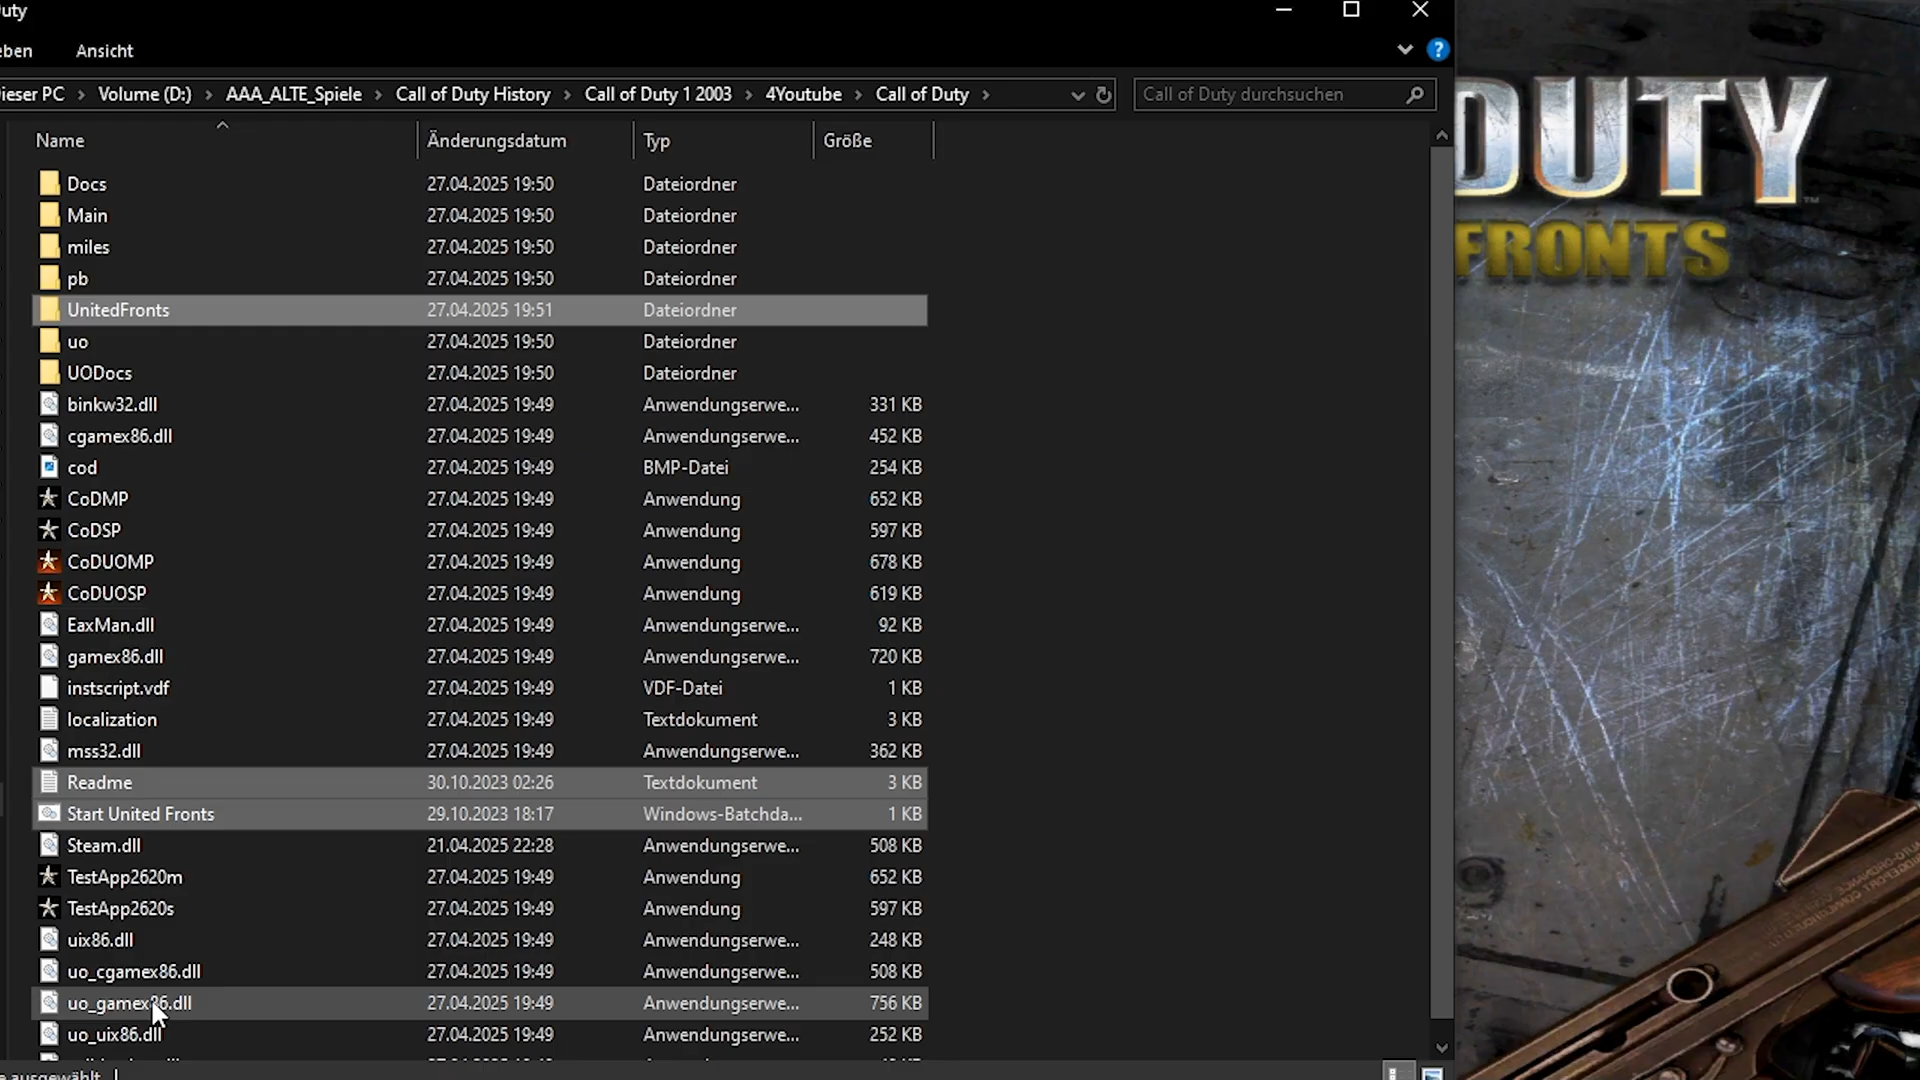 uty
eben Ansicht
ieser PC › Volume (D:) › AAA_ALTE_Spiele › Call of Duty History › Call of Duty 1 2003 › 4Youtube › Call of Duty › Call of Duty durchsuchen
Name Änderungsdatum Typ Größe
Docs 27.04.2025 19:50 Dateiordner
Main 27.04.2025 19:50 Dateiordner
miles 27.04.2025 19:50 Dateiordner
pb 27.04.2025 19:50 Dateiordner
UnitedFronts 27.04.2025 19:51 Dateiordner
uo 27.04.2025 19:50 Dateiordner
UODocs 27.04.2025 19:50 Dateiordner
binkw32.dll 27.04.2025 19:49 Anwendungserwe... 331 KB
cgamex86.dll 27.04.2025 19:49 Anwendungserwe... 452 KB
cod 27.04.2025 19:49 BMP-Datei 254 KB
CoDMP 27.04.2025 19:49 Anwendung 652 KB
CoDSP 27.04.2025 19:49 Anwendung 597 KB
CoDUOMP 27.04.2025 19:49 Anwendung 678 KB
CoDUOSP 27.04.2025 19:49 Anwendung 619 KB
EaxMan.dll 27.04.2025 19:49 Anwendungserwe... 92 KB
gamex86.dll 27.04.2025 19:49 Anwendungserwe... 720 KB
instscript.vdf 27.04.2025 19:49 VDF-Datei 1 KB
localization 27.04.2025 19:49 Textdokument 3 KB
mss32.dll 27.04.2025 19:49 Anwendungserwe... 362 KB
Readme 30.10.2023 02:26 Textdokument 3 KB
Start United Fronts 29.10.2023 18:17 Windows-Batchda... 1 KB
Steam.dll 21.04.2025 22:28 Anwendungserwe... 508 KB
TestApp2620m 27.04.2025 19:49 Anwendung 652 KB
TestApp2620s 27.04.2025 19:49 Anwendung 597 KB
uix86.dll 27.04.2025 19:49 Anwendungserwe... 248 KB
uo_cgamex86.dll 27.04.2025 19:49 Anwendungserwe... 508 KB
uo_gamex86.dll 27.04.2025 19:49 Anwendungserwe... 756 KB
uo_uix86.dll 27.04.2025 19:49 Anwendungserwe... 252 KB
e ausgewählt
DUTY™
FRONTS